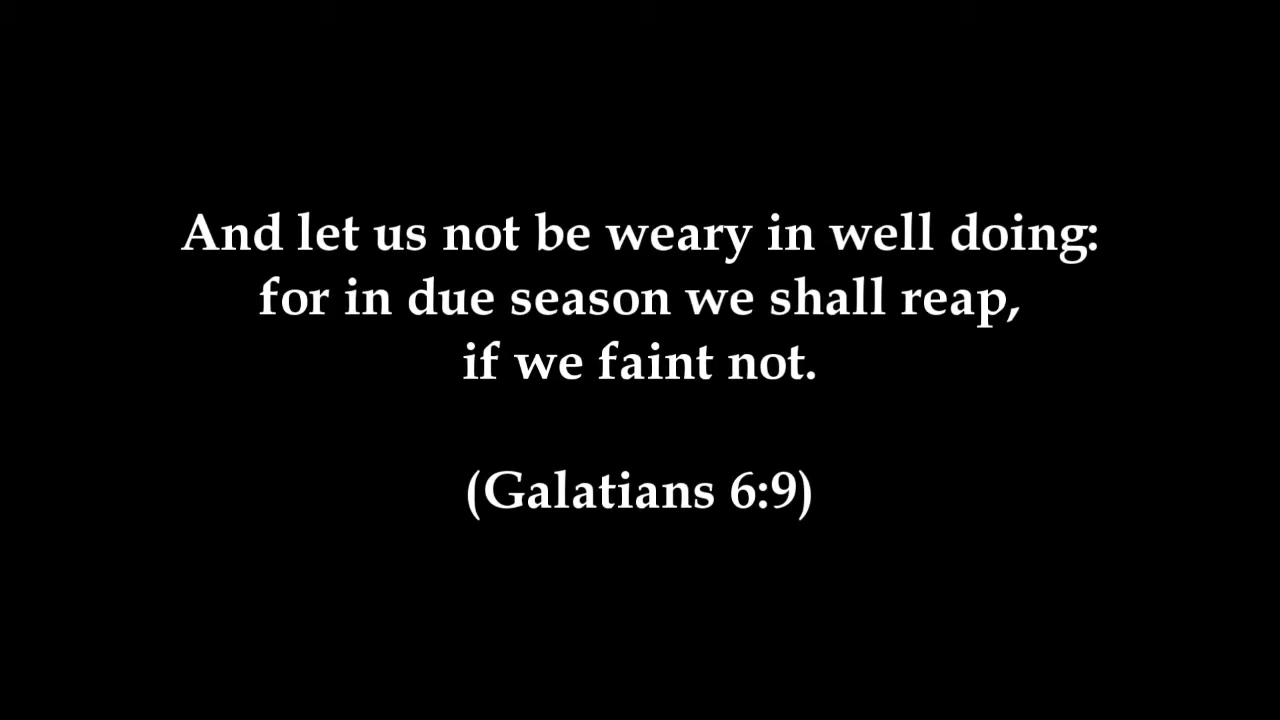 And let us not be weary in well doing:
for in due season we shall reap,
if we faint not.
(Galatians 6:9)